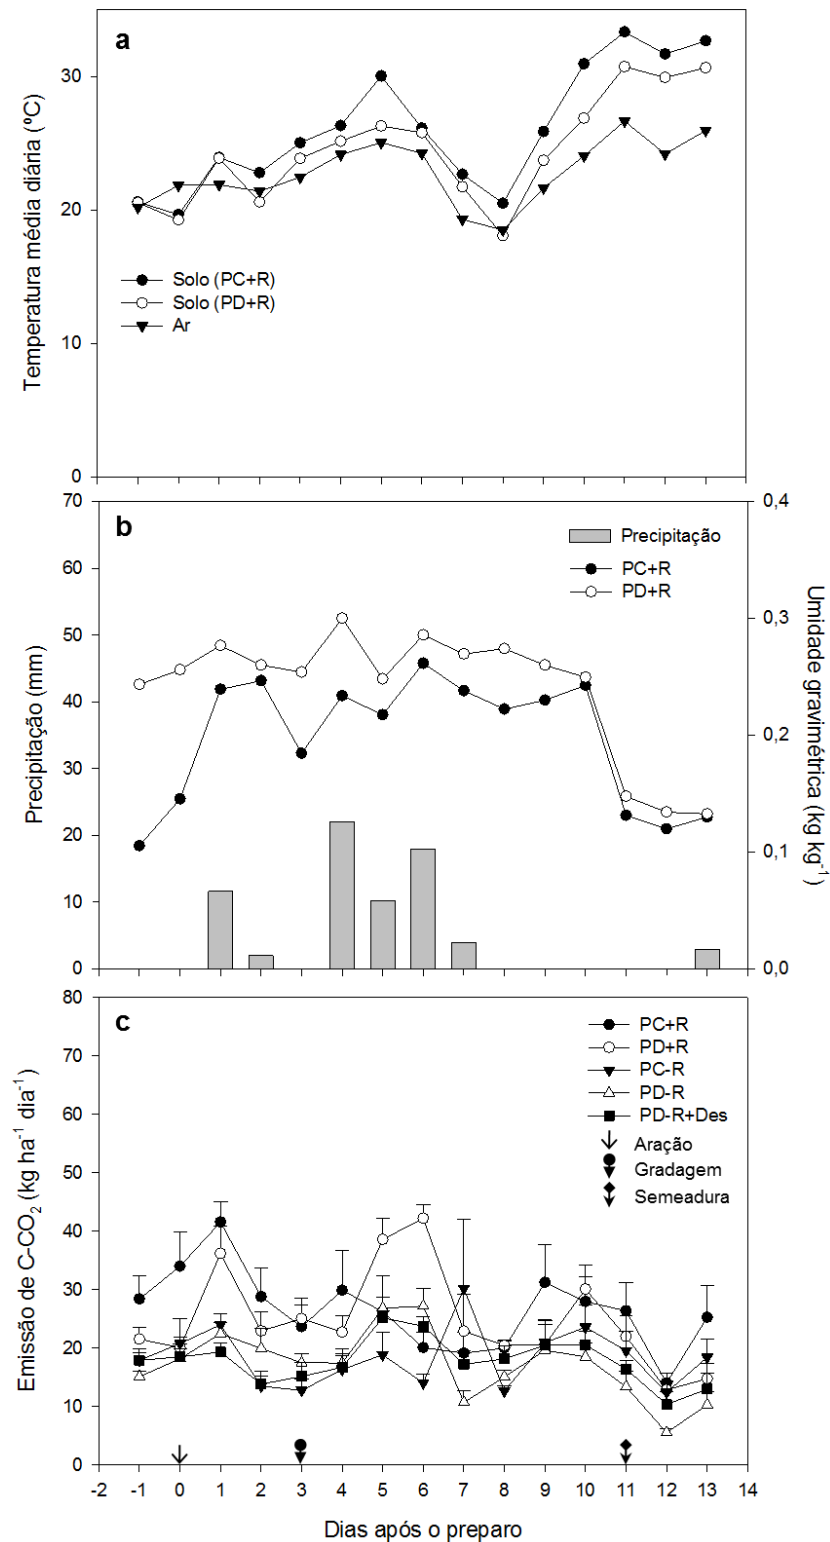 a
Temperatura média diária (ºC)
30
20
10
0
Solo (PC+R)
Solo (PD+R)
Ar
b
Precipitação (mm)
70
60
50
40
30
20
10
0
Precipitação
PC+R
PD+R
0,4
0,3
0,2
0,1
0,0
Umidade gravimétrica (kg kg⁻¹)
c
Emissão de C-CO₂ (kg ha⁻¹ dia⁻¹)
80
70
60
50
40
30
20
10
0
PC+R
PD+R
PC-R
PD-R
PD-R+Des
Aração
Gradagem
Semeadura
-2 -1 0 1 2 3 4 5 6 7 8 9 10 11 12 13 14
Dias após o preparo